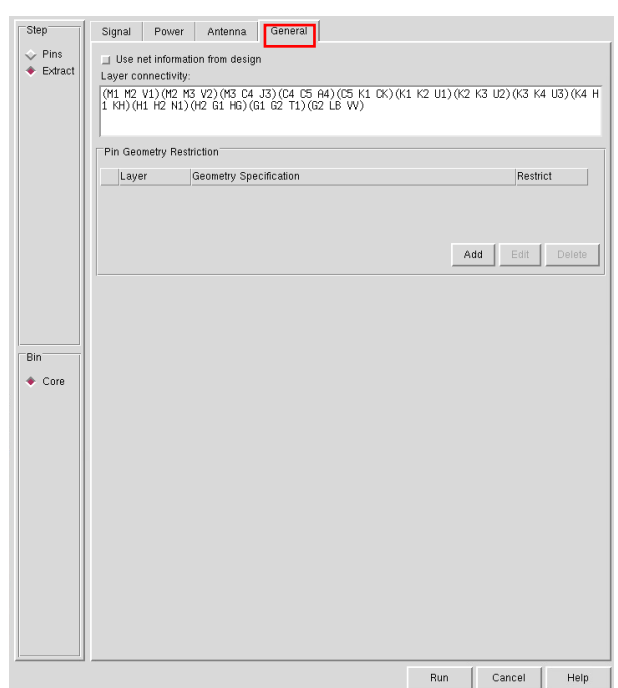 Step
Pins
Extract
Signal Power Antenna General
Use net information from design
Layer connectivity:
(M1 M2 V1)(M2 M3 V2)(M3 C4 J3)(C4 C5 A4)(C5 K1 CK)(K1 K2 U1)(K2 K3 U2)(K3 K4 U3)(K4 H
1 KH)(H1 H2 N1)(H2 G1 HG)(G1 G2 T1)(G2 LB VV)
Pin Geometry Restriction
Layer Geometry Specification Restrict
Add Edit Delete
Bin
Core
Run Cancel Help